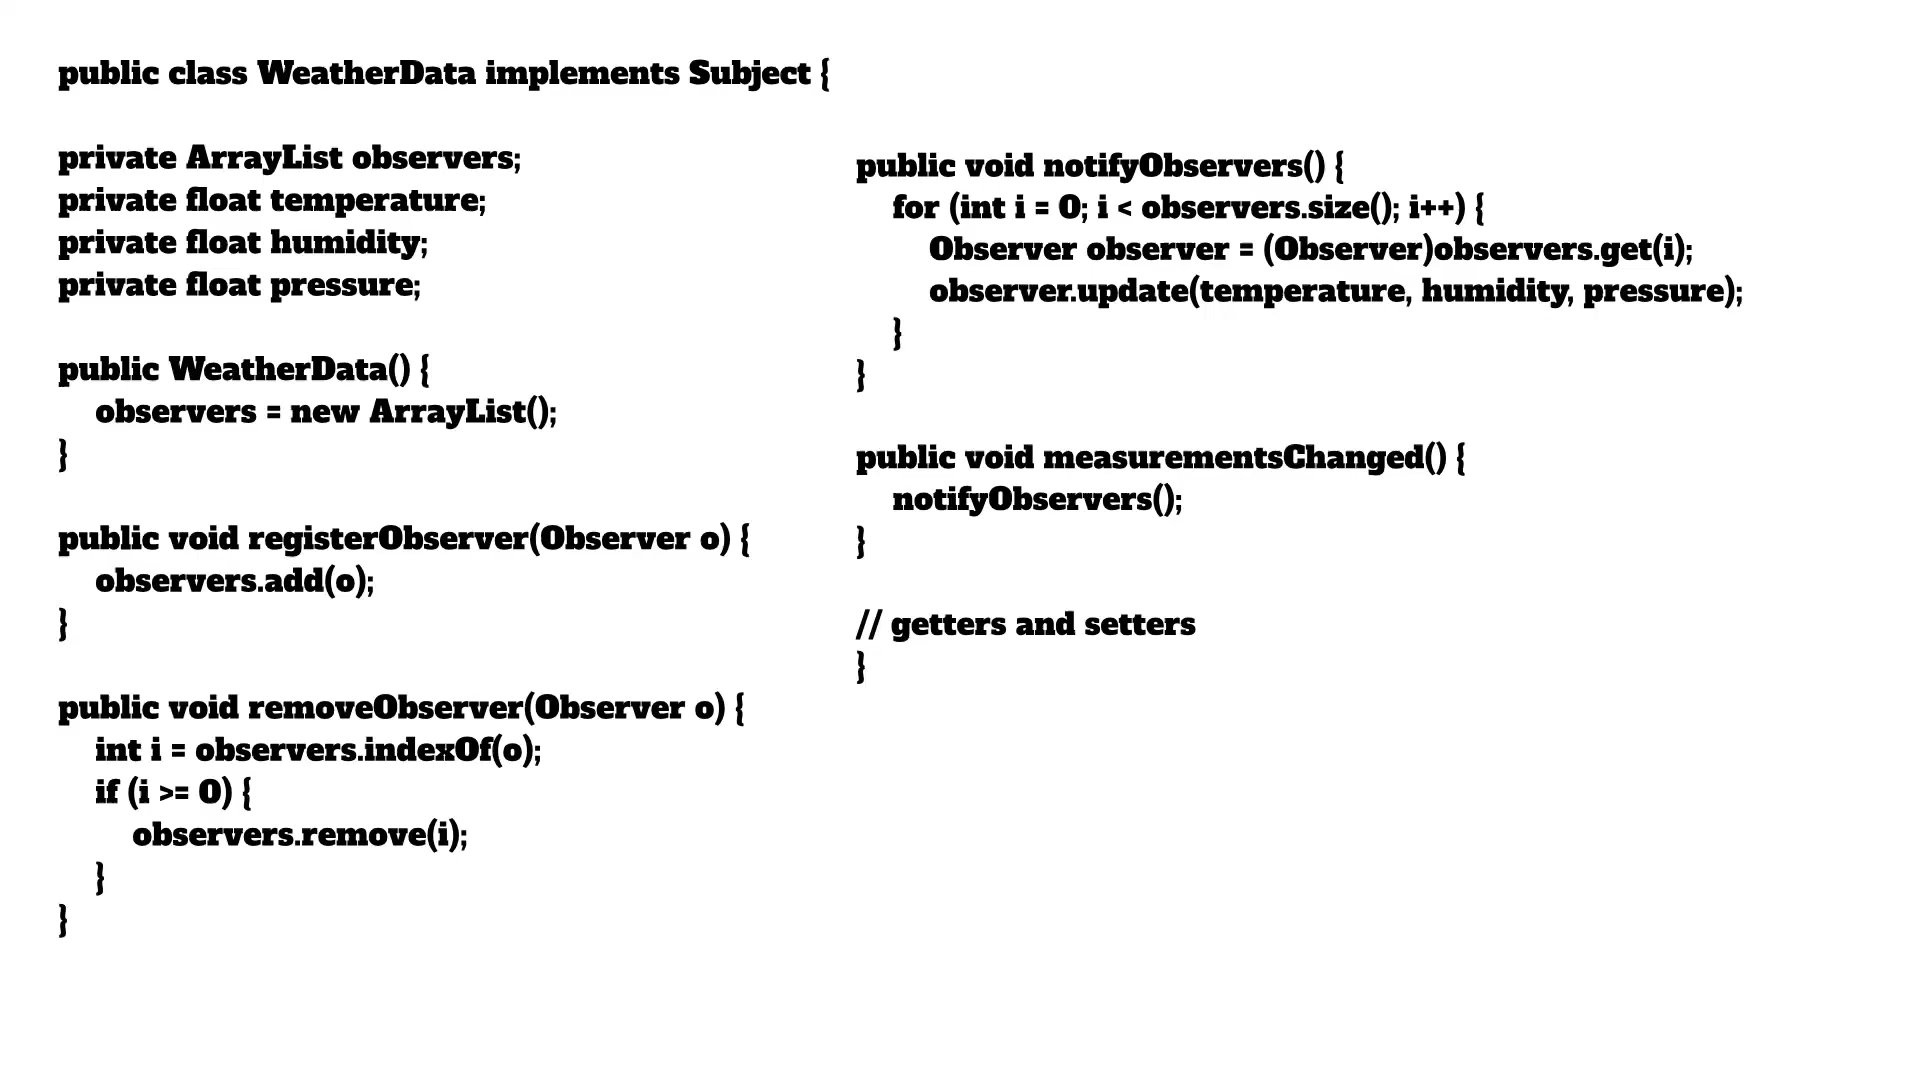 public class WeatherData implements Subject {
private ArrayList observers;
private float temperature;
private float humidity;
private float pressure;
public WeatherData() {
observers = new ArrayList();
}
public void registerObserver(Observer o) {
observers.add(o);
}
public void removeObserver(Observer o) {
int i = observers.indexOf(o);
if (i >= 0) {
observers.remove(i);
}
}
public void notifyObservers() {
for (int i = 0; i < observers.size(); i++) {
Observer observer = (Observer)observers.get(i);
observer.update(temperature, humidity, pressure);
}
}
public void measurementsChanged() {
notifyObservers();
}
// getters and setters
}